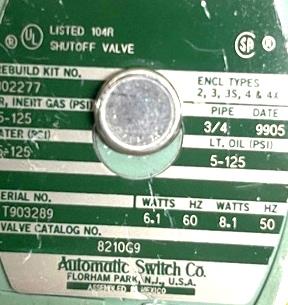 ® UL LISTED 104R
SHUTOFF VALVE
SA ®
REBUILD KIT NO.
302277
ENCL TYPES
2, 3, 3S, 4 & 4X
R, INERT GAS (PSI)
5-125
PIPE DATE
3/4 9905
ATER (PSI)
5-125
LT. OIL (PSI)
5-125
SERIAL NO.
T903289
WATTS HZ WATTS HZ
6.1 60 8.1 50
VALVE CATALOG NO.
8210G9
Automatic Switch Co.
FLORHAM PARK, N.J., U.S.A.
ASSEMBLED IN MEXICO